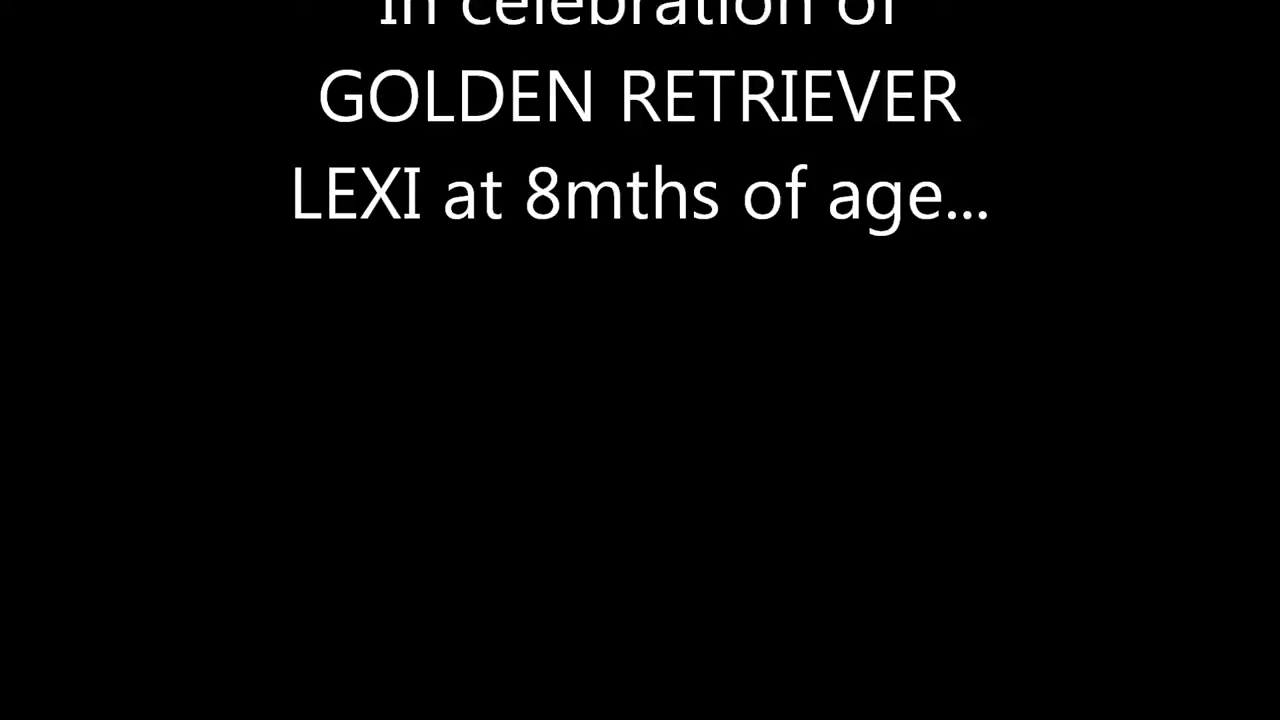 In celebration of
GOLDEN RETRIEVER
LEXI at 8mths of age...